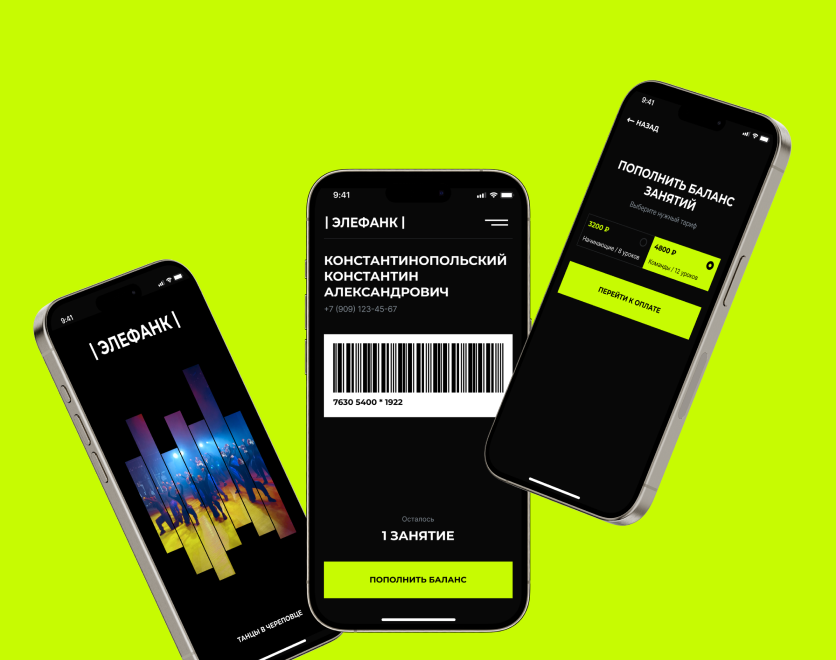 9:41
| ЭЛЕФАНК |
ТАНЦЫ В ЧЕРЕПОВЦЕ
9:41
| ЭЛЕФАНК |
КОНСТАНТИНОПОЛЬСКИЙ
КОНСТАНТИН
АЛЕКСАНДРОВИЧ
+7 (909) 123-45-67
7630 5400 * 1922
Осталось
1 ЗАНЯТИЕ
ПОПОЛНИТЬ БАЛАНС
9:41
← НАЗАД
ПОПОЛНИТЬ БАЛАНС
ЗАНЯТИЙ
Выберите нужный тариф
3200 ₽
Начинающие / 8 уроков
4800 ₽
Команды / 12 уроков
ПЕРЕЙТИ К ОПЛАТЕ